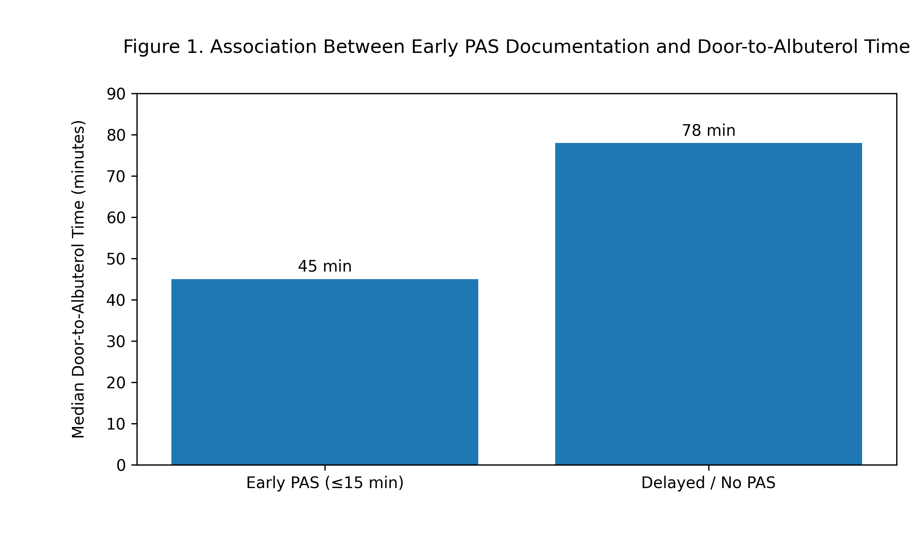 Figure 1. Association Between Early PAS Documentation and Door-to-Albuterol Time
Median Door-to-Albuterol Time (minutes)
90
80
70
60
50
40
30
20
10
0
45 min
78 min
Early PAS (≤15 min)
Delayed / No PAS